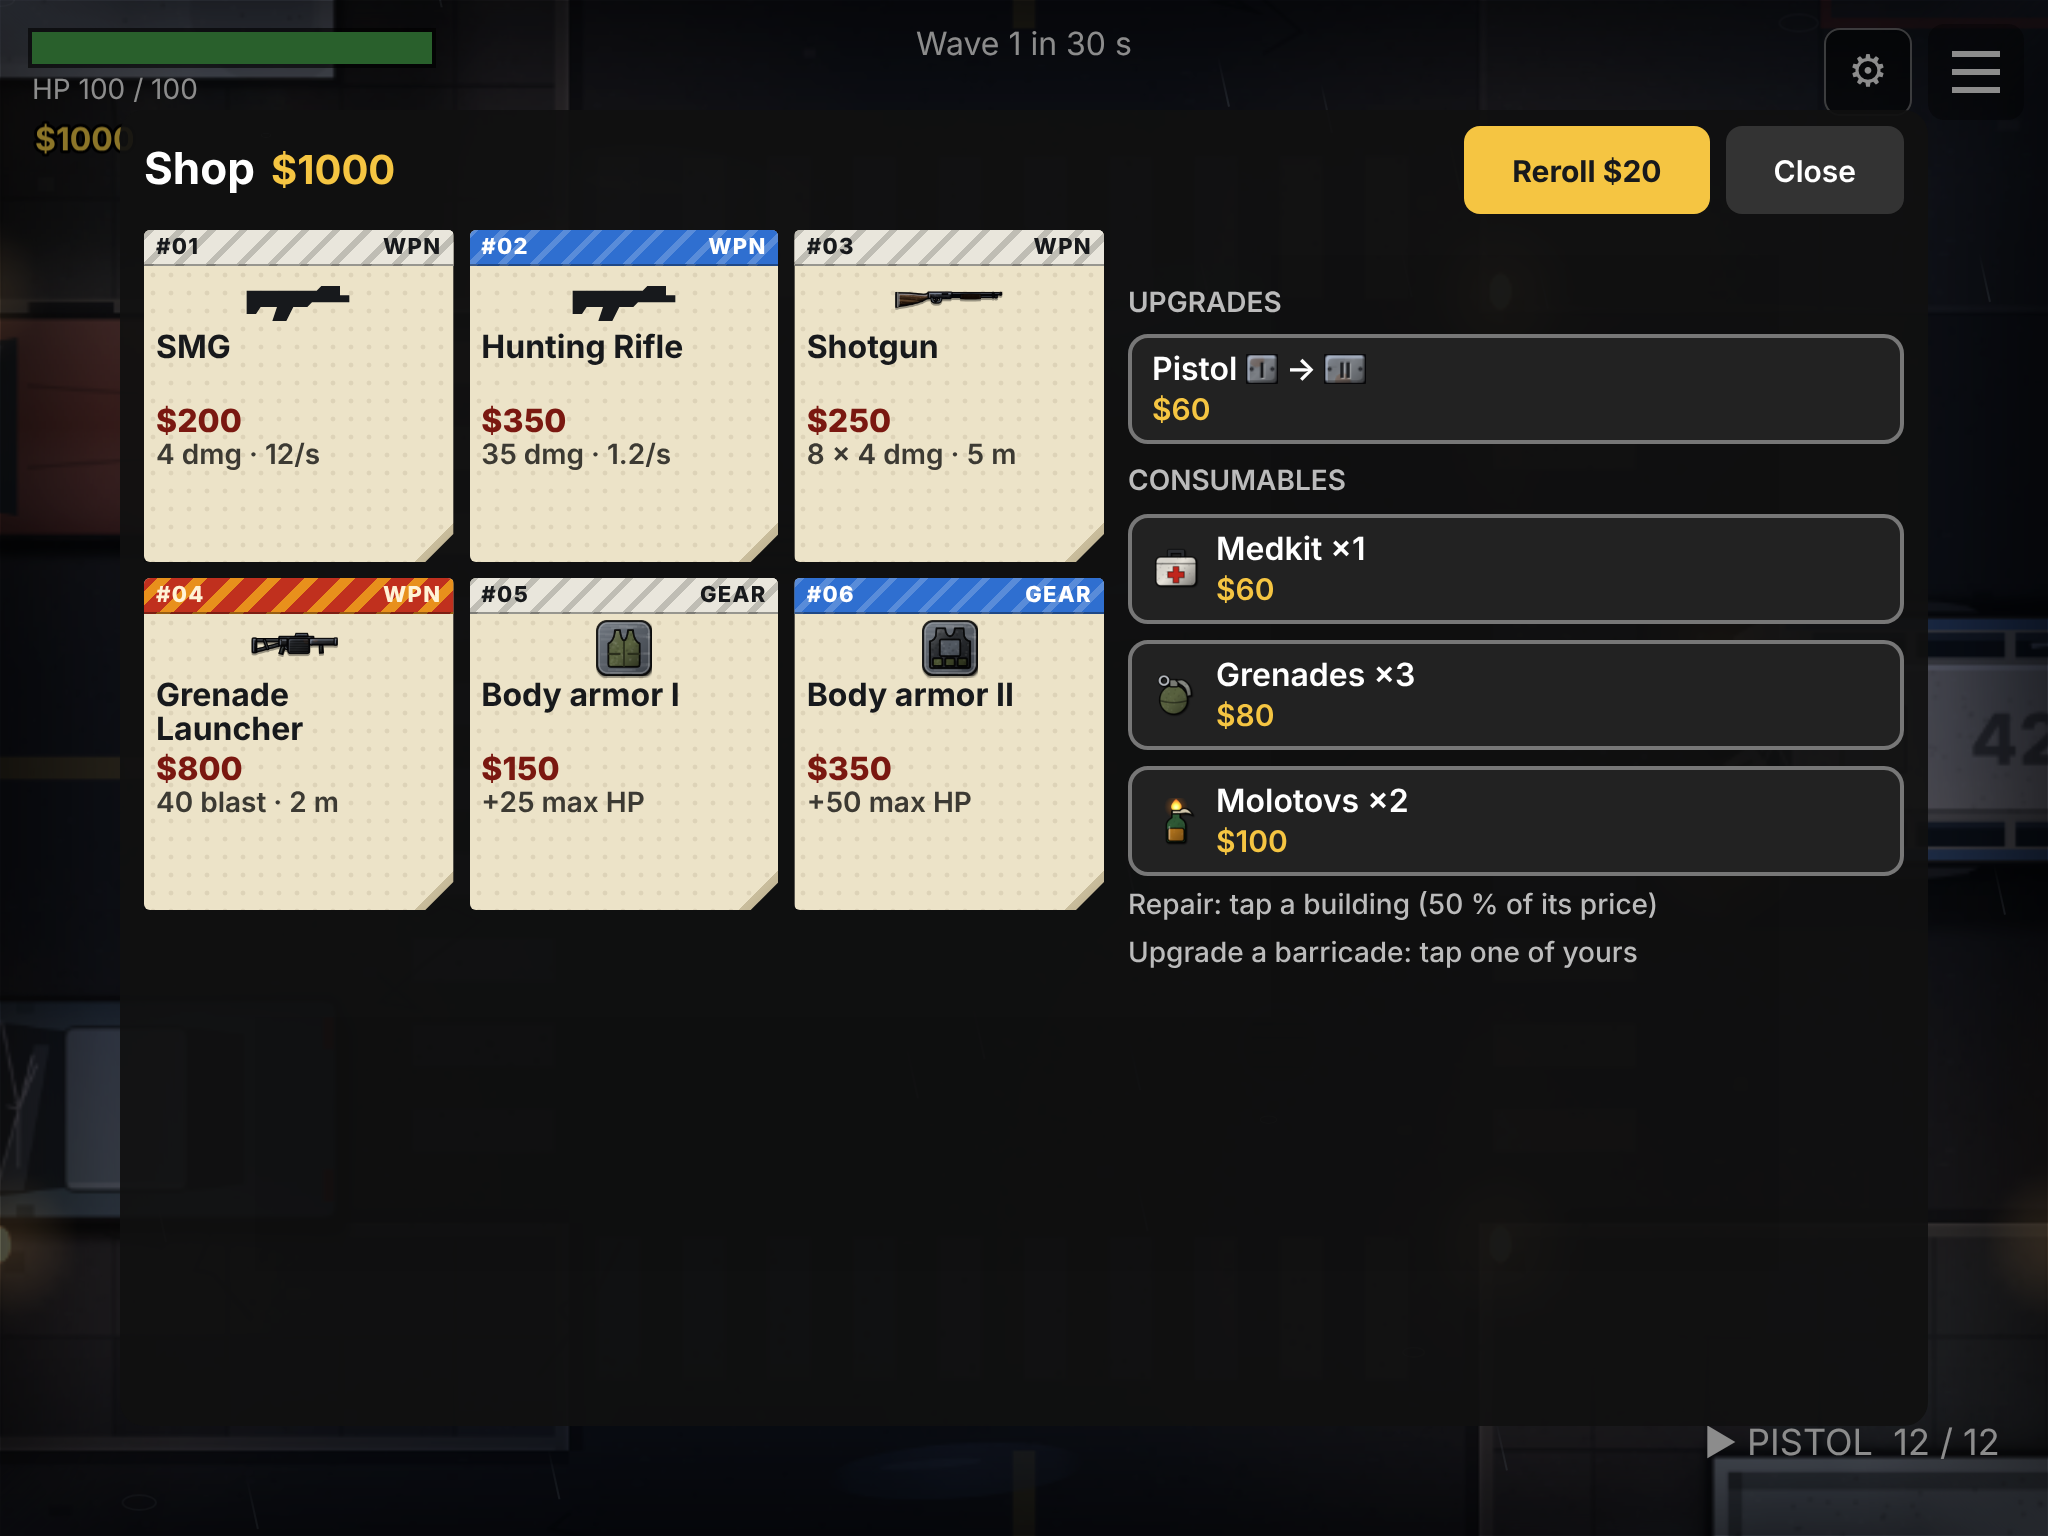 Wave 1 in 30 s
HP 100 / 100
$1000
Shop $1000
Reroll $20
Close
#01 WPN
SMG
$200
4 dmg · 12/s
#02 WPN
Hunting Rifle
$350
35 dmg · 1.2/s
#03 WPN
Shotgun
$250
8 × 4 dmg · 5 m
#04 WPN
Grenade
Launcher
$800
40 blast · 2 m
#05 GEAR
Body armor I
$150
+25 max HP
#06 GEAR
Body armor II
$350
+50 max HP
UPGRADES
Pistol I → II
$60
CONSUMABLES
Medkit ×1
$60
Grenades ×3
$80
Molotovs ×2
$100
Repair: tap a building (50 % of its price)
Upgrade a barricade: tap one of yours
42
▶ PISTOL 12 / 12